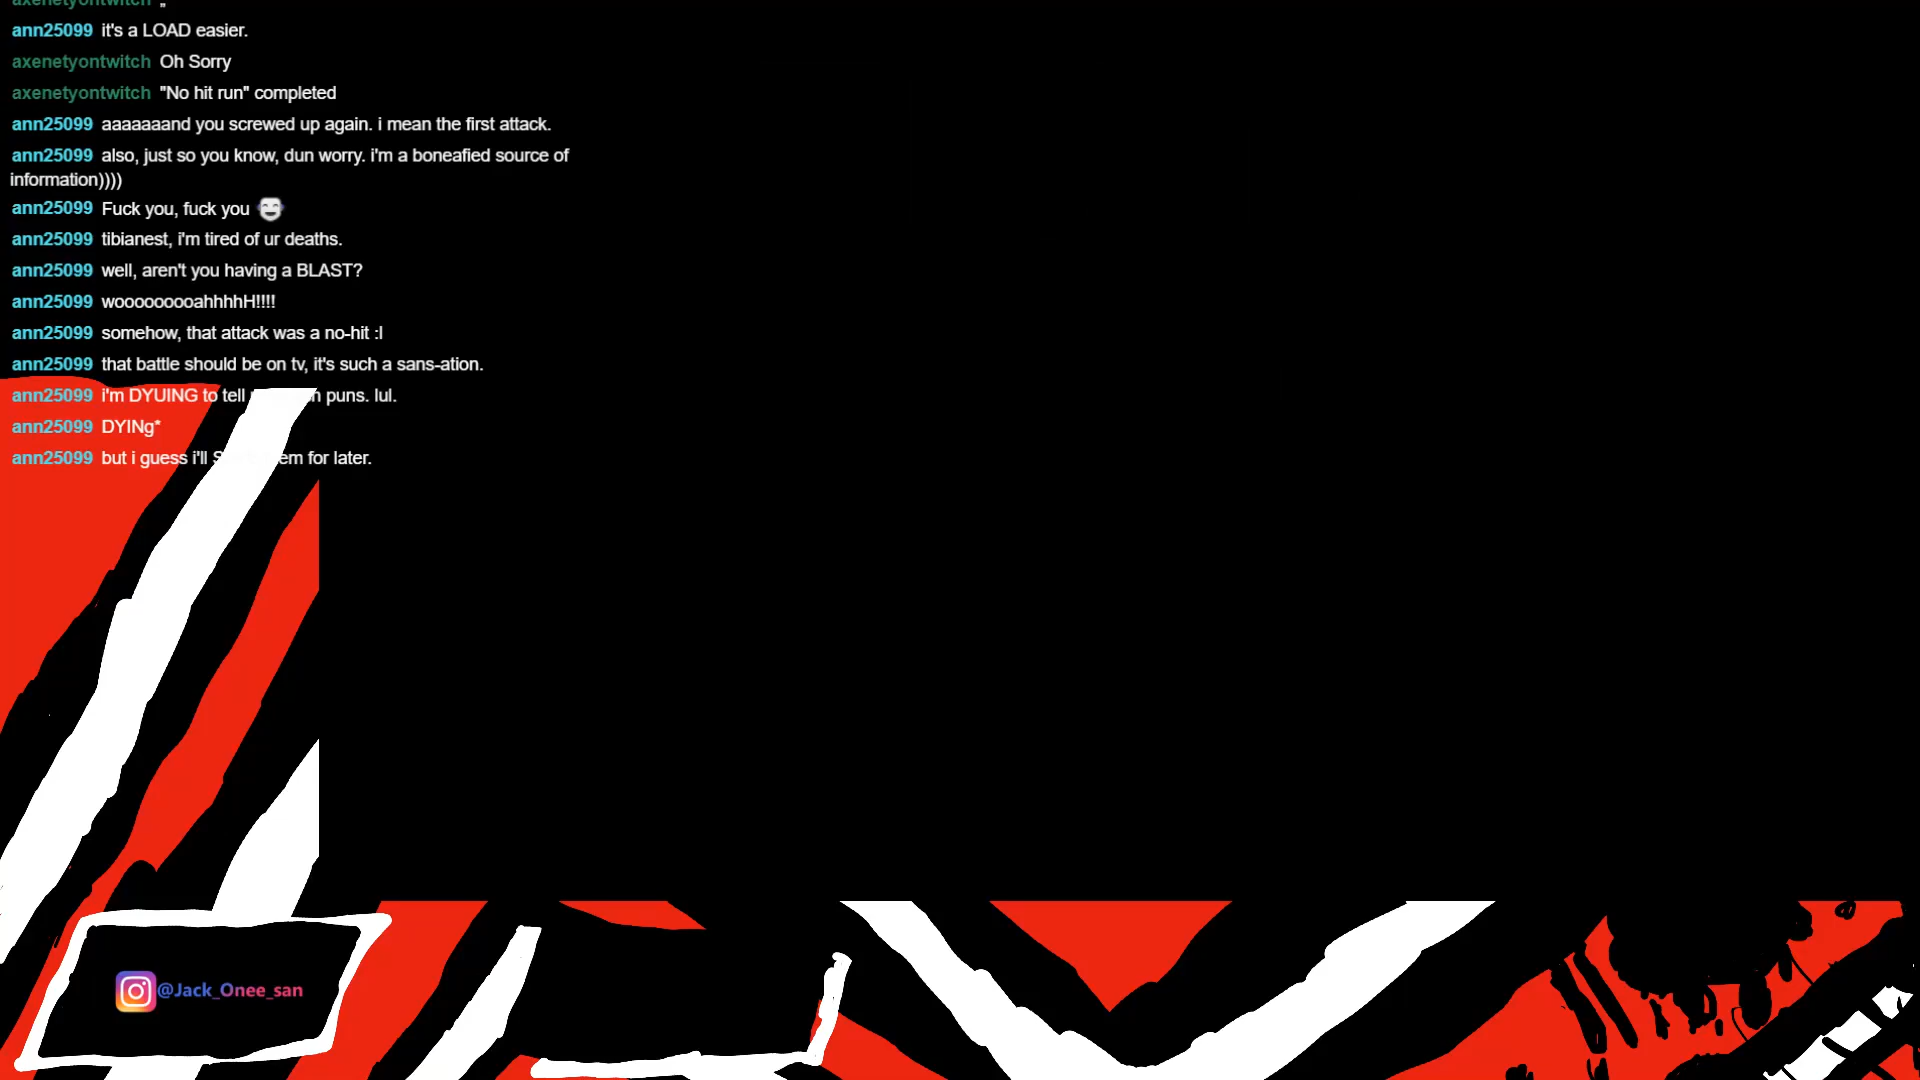 axenetyontwitch
ann25099 it's a LOAD easier.
axenetyontwitch Oh Sorry
axenetyontwitch "No hit run" completed
ann25099 aaaaaaand you screwed up again. i mean the first attack.
ann25099 also, just so you know, dun worry. i'm a boneafied source of
information))))
ann25099 Fuck you, fuck you
ann25099 tibianest, i'm tired of ur deaths.
ann25099 well, aren't you having a BLAST?
ann25099 wooooooooahhhhH!!!!
ann25099 somehow, that attack was a no-hit :l
ann25099 that battle should be on tv, it's such a sans-ation.
ann25099 i'm DYUING to tell puns. lul.
ann25099 DYINg*
ann25099 but i guess i'll for later.
@Jack_Onee_san